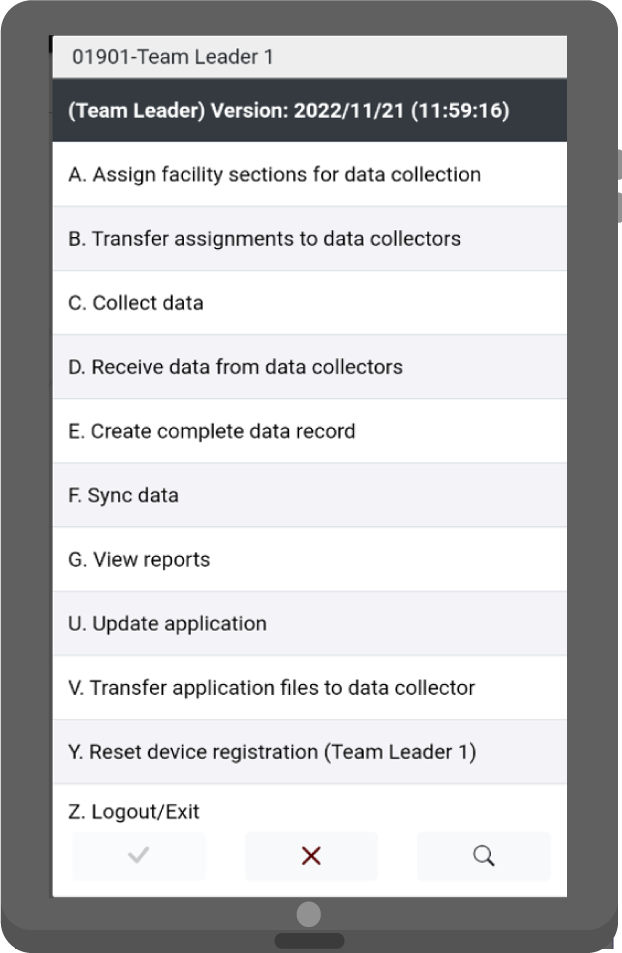 01901-Team Leader 1
(Team Leader) Version: 2022/11/21 (11:59:16)
A. Assign facility sections for data collection
B. Transfer assignments to data collectors
C. Collect data
D. Receive data from data collectors
E. Create complete data record
F. Sync data
G. View reports
U. Update application
V. Transfer application files to data collector
Y. Reset device registration (Team Leader 1)
Z. Logout/Exit